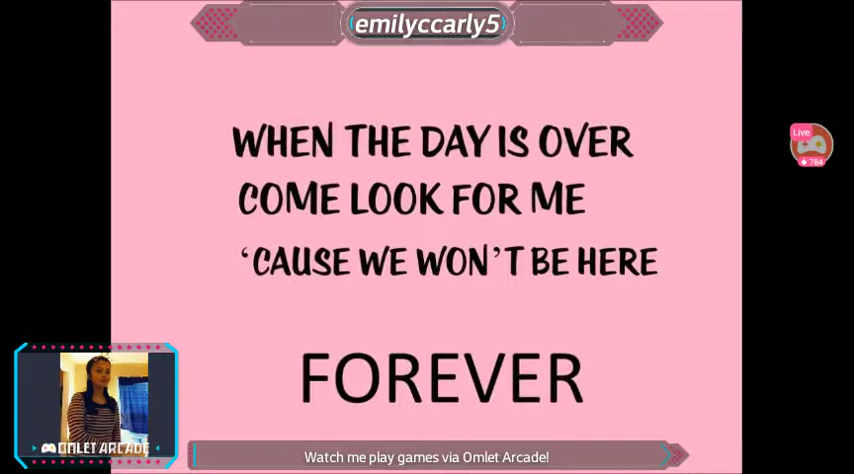 emilyccarly5
WHEN THE DAY IS OVER
Live
784
COME LOOK FOR ME
‘CAUSE WE WON’T BE HERE
FOREVER
OMLET ARCADE
Watch me play games via Omlet Arcade!